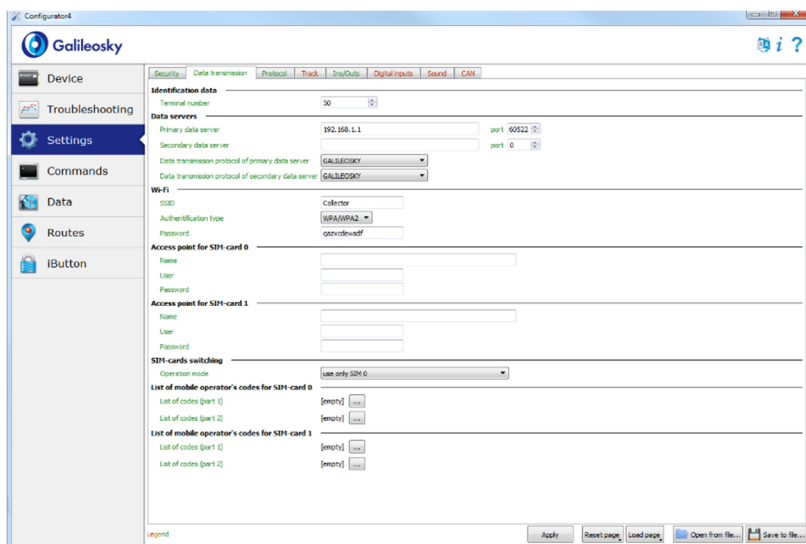 Configurator4
Galileosky
Device
Troubleshooting
Settings
Commands
Data
Routes
iButton
Security Data transmission Protocol Track Ins/Outs Digital inputs Sound CAN
Identification data
Terminal number 50
Data servers
Primary data server 192.168.1.1 port 60522
Secondary data server port 0
Data transmission protocol of primary data server GALILEOSKY
Data transmission protocol of secondary data server GALILEOSKY
Wi-Fi
SSID Collector
Authentification type WPA/WPA2
Password qazxcdewsdf
Access point for SIM-card 0
Name
User
Password
Access point for SIM-card 1
Name
User
Password
SIM-cards switching
Operation mode use only SIM 0
List of mobile operator's codes for SIM-card 0
List of codes (part 1) [empty] ...
List of codes (part 2) [empty] ...
List of mobile operator's codes for SIM-card 1
List of codes (part 1) [empty] ...
List of codes (part 2) [empty] ...
Legend Apply Reset page Load page Open from file... Save to file...